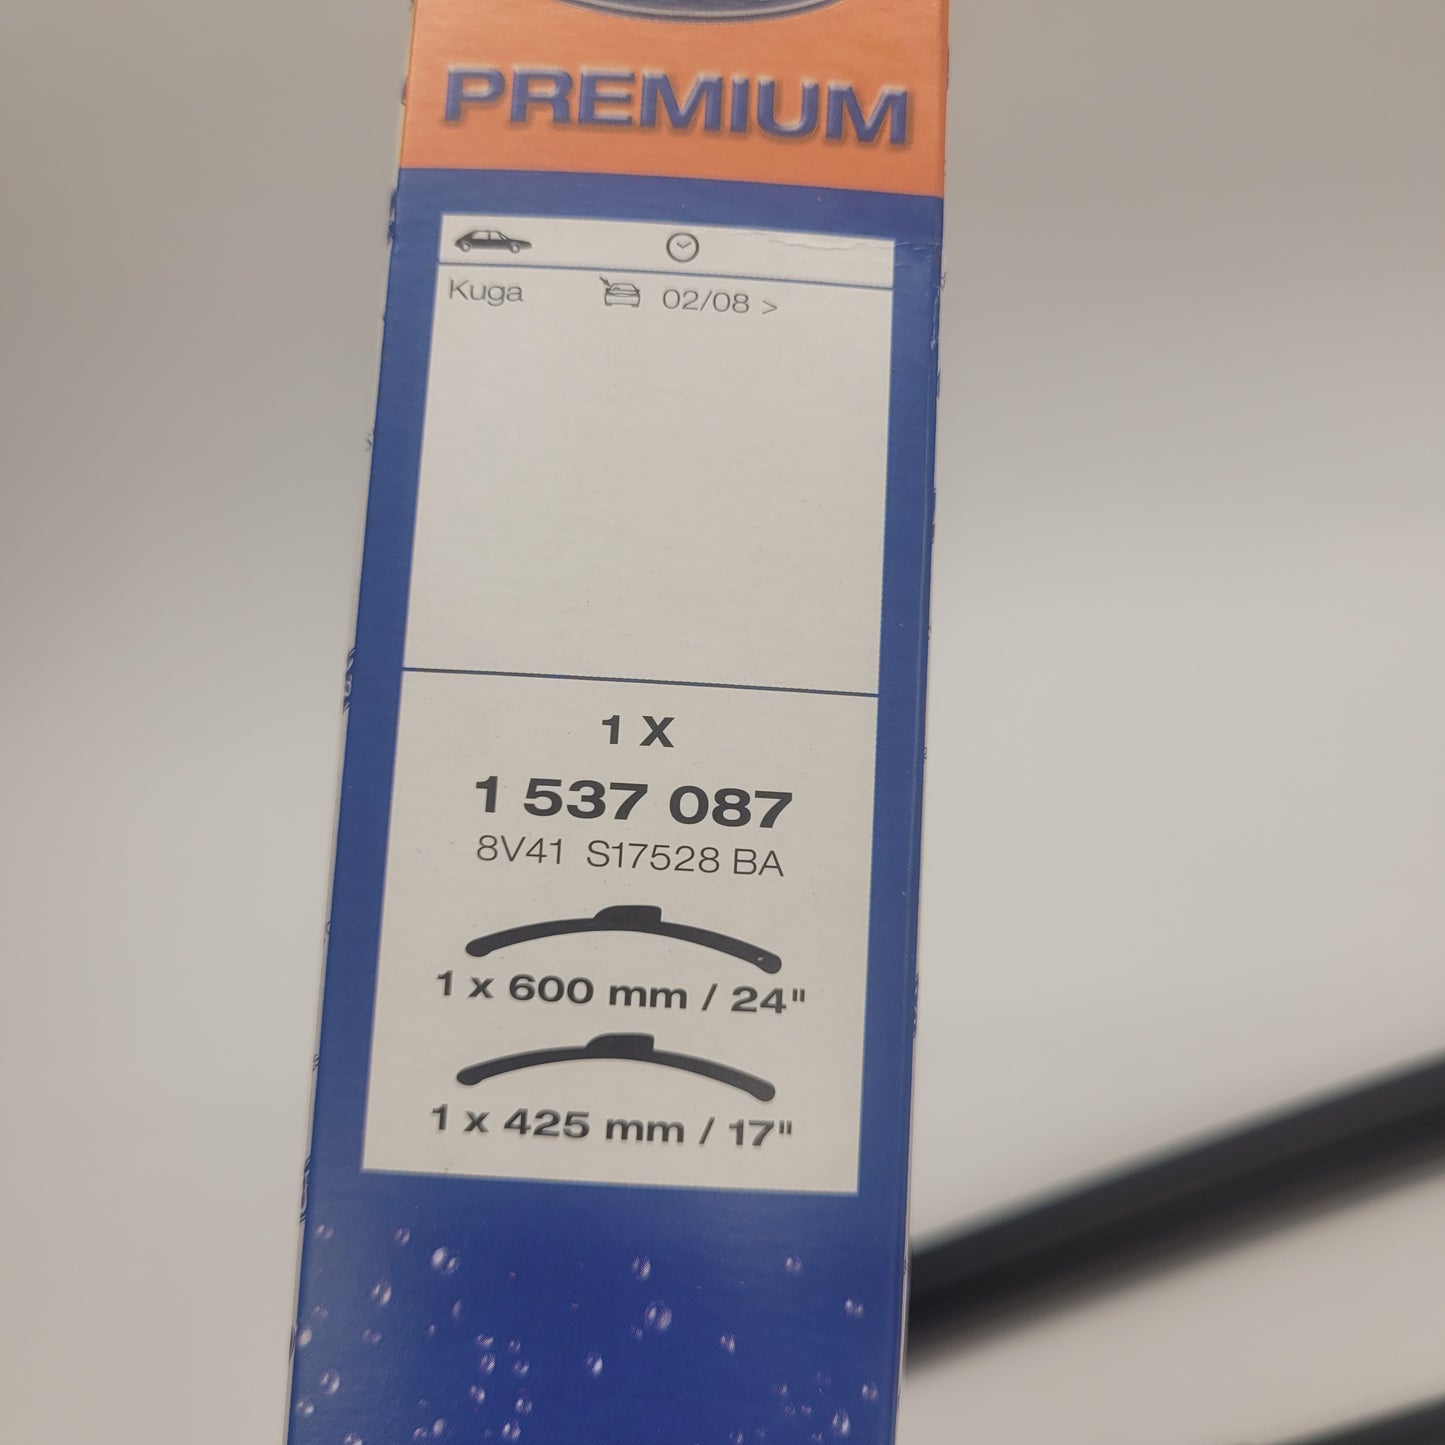 PREMIUM
Kuga 02/08 >
1 X
1 537 087
8V41 S17528 BA
1 x 600 mm / 24"
1 x 425 mm / 17"